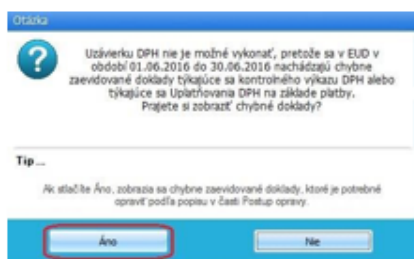 Otázka
Uzávierku DPH nie je možné vykonať, pretože sa v EUD v
období 01.06.2016 do 30.06.2016 nachádzajú chybne
zaevidované doklady týkajúce sa kontrolného výkazu DPH alebo
týkajúce sa Uplatňovania DPH na základe platby.
Prajete si zobraziť chybné doklady?
Tip...
Ak stlačíte Áno, zobrazia sa chybne zaevidované doklady, ktoré je potrebné
opraviť podľa popisu v časti Postup opravy.
Áno
Nie